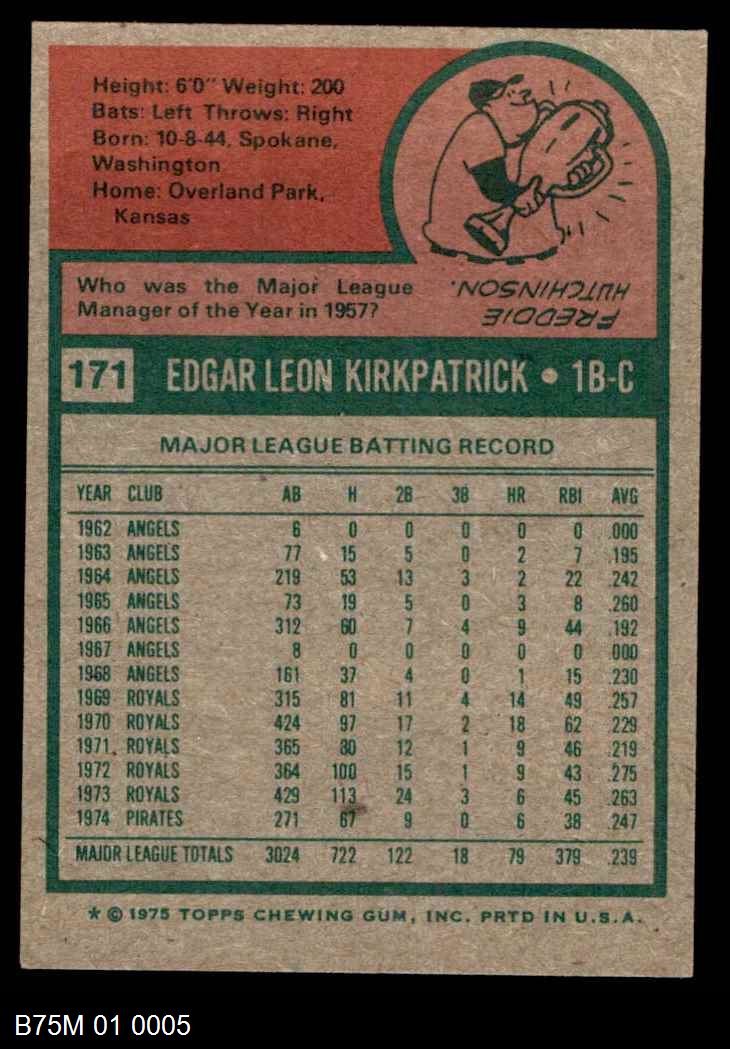 Height: 6'0" Weight: 200
Bats: Left Throws: Right
Born: 10-8-44, Spokane,
Washington
Home: Overland Park,
Kansas
Who was the Major League
Manager of the Year in 1957?
FREDDIE
HUTCHINSON.
171 EDGAR LEON KIRKPATRICK • 1B-C
MAJOR LEAGUE BATTING RECORD
YEAR CLUB AB H 2B 3B HR RBI AVG
1962 ANGELS 6 0 0 0 0 0 .000
1963 ANGELS 77 15 5 0 2 7 .195
1964 ANGELS 219 53 13 3 2 22 .242
1965 ANGELS 73 19 5 0 3 8 .260
1966 ANGELS 312 60 7 4 9 44 .192
1967 ANGELS 8 0 0 0 0 0 .000
1968 ANGELS 161 37 4 0 1 15 .230
1969 ROYALS 315 81 11 4 14 49 .257
1970 ROYALS 424 97 17 2 18 62 .229
1971 ROYALS 365 80 12 1 9 46 .219
1972 ROYALS 364 100 15 1 9 43 .275
1973 ROYALS 429 113 24 3 6 45 .263
1974 PIRATES 271 67 9 0 6 38 .247
MAJOR LEAGUE TOTALS 3024 722 122 18 79 379 .239
* © 1975 TOPPS CHEWING GUM, INC. PRTD IN U.S.A.
B75M 01 0005